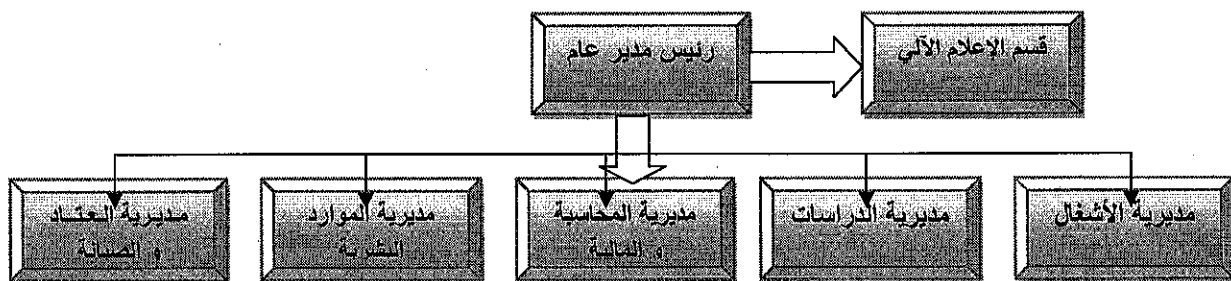 رئيس مدير عام
قسم الإعلام الآلي
مديرية الأشغال
مديرية الدراسات
مديرية المحاسبة
و المالية
مديرية الموارد
البشرية
مديرية العتاد
و الصيانة